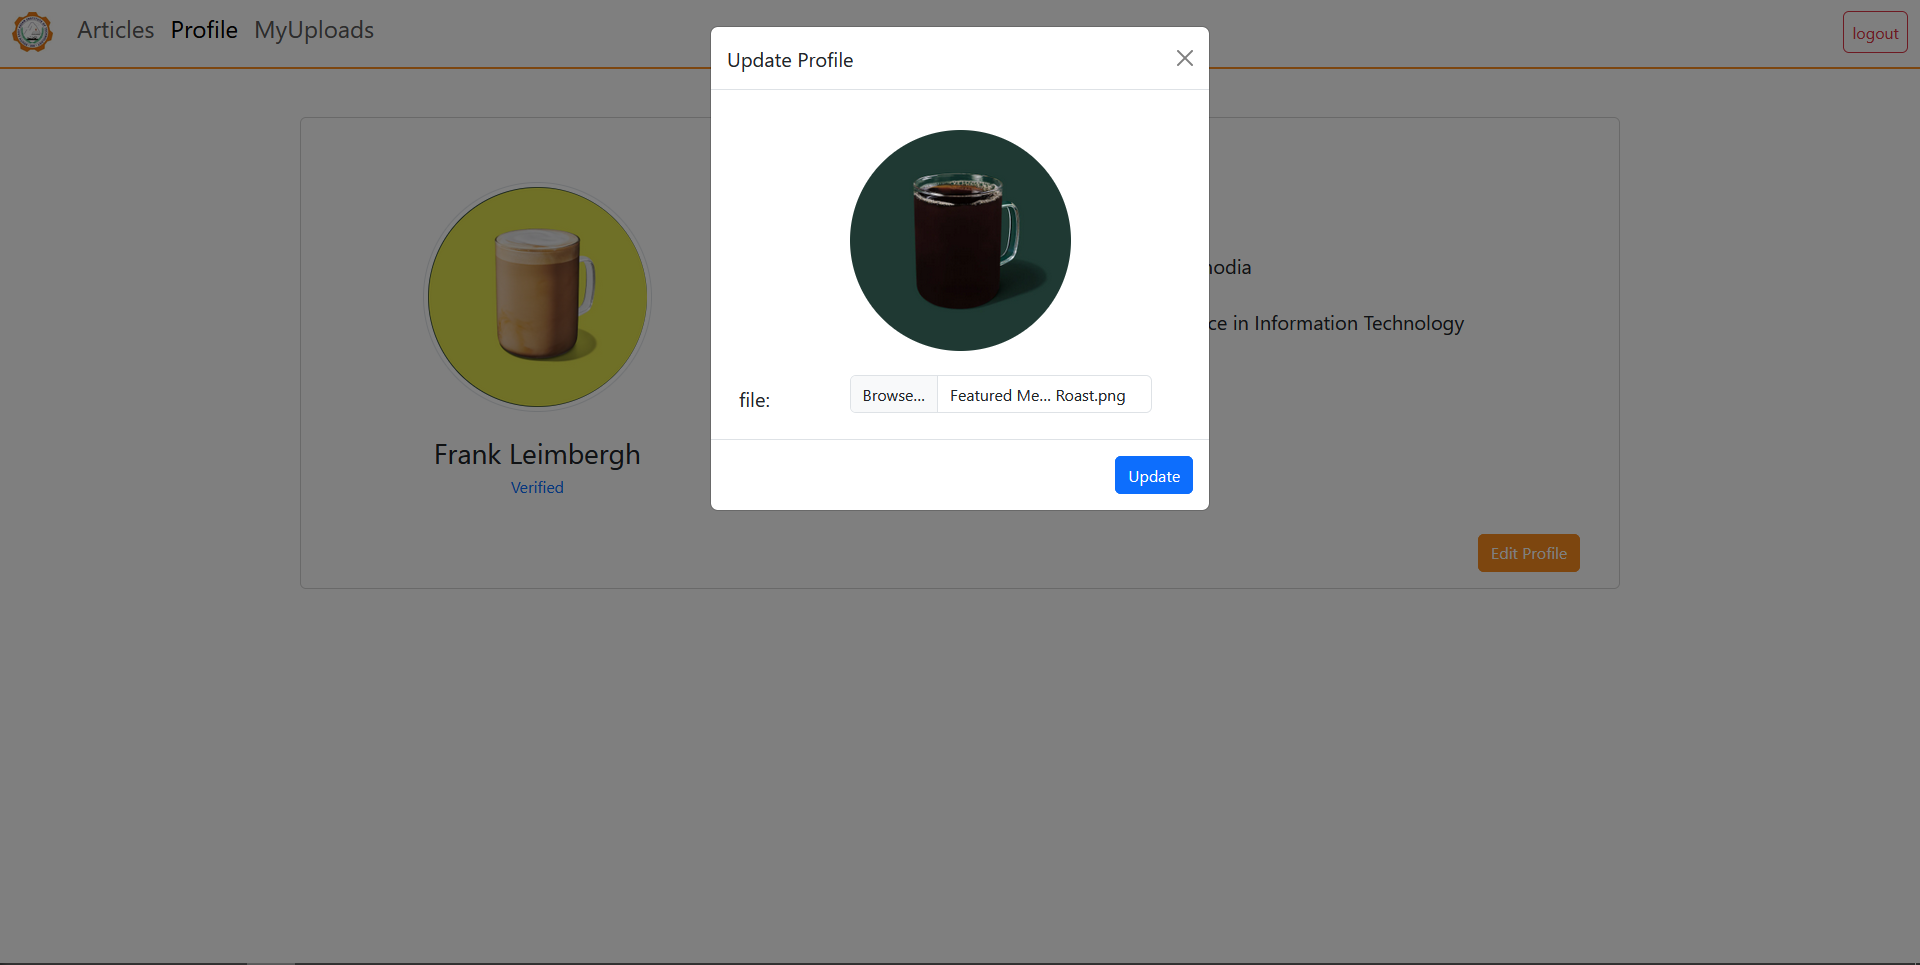 Articles Profile MyUploads
logout
Update Profile
file:
Browse... Featured Me... Roast.png
Update
Frank Leimbergh
Verified
nodia
ce in Information Technology
Edit Profile